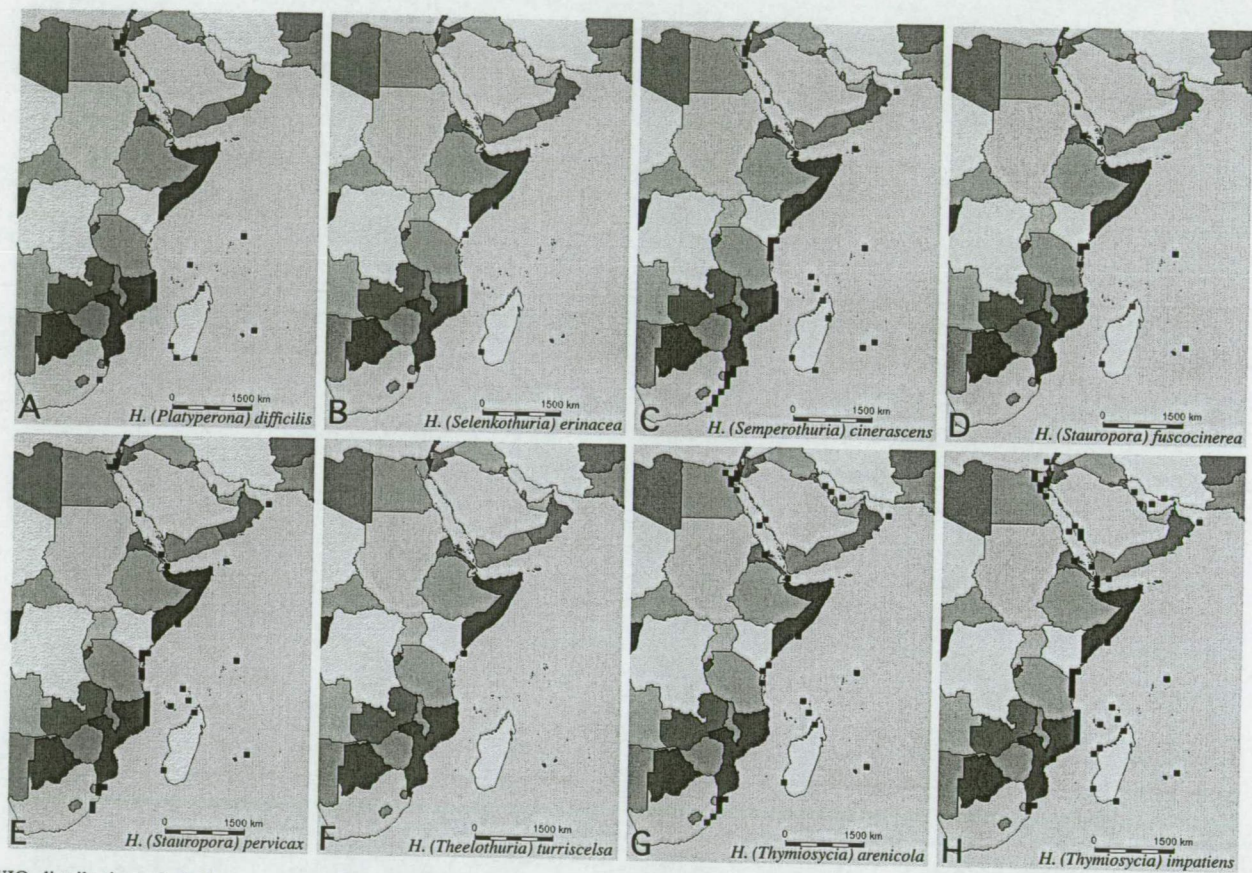 0 1500 km
A H. (Platyperona) difficilis
0 1500 km
B H. (Selenkothuria) erinacea
0 1500 km
C H. (Semperothuria) cinerascens
0 1500 km
D H. (Stauropora) fuscocinerea
0 1500 km
E H. (Stauropora) pervicax
0 1500 km
F H. (Theelothuria) turriscelsa
0 1500 km
G H. (Thymiosycia) arenicola
0 1500 km
H H. (Thymiosycia) impatiens